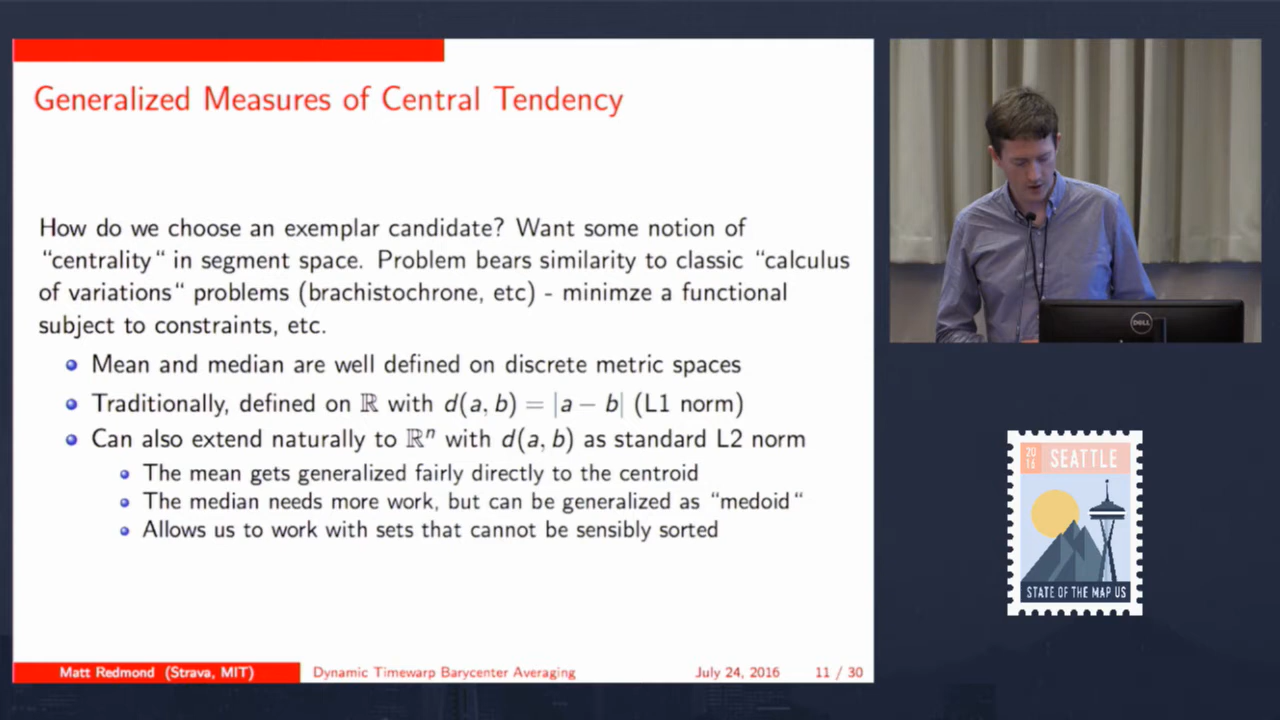 Generalized Measures of Central Tendency
How do we choose an exemplar candidate? Want some notion of
"centrality" in segment space. Problem bears similarity to classic "calculus
of variations" problems (brachistochrone, etc) - minimze a functional
subject to constraints, etc.
Mean and median are well defined on discrete metric spaces
Traditionally, defined on ℝ with d(a, b) = |a − b| (L1 norm)
Can also extend naturally to ℝⁿ with d(a, b) as standard L2 norm
The mean gets generalized fairly directly to the centroid
The median needs more work, but can be generalized as "medoid"
Allows us to work with sets that cannot be sensibly sorted
Matt Redmond (Strava, MIT) Dynamic Timewarp Barycenter Averaging July 24, 2016 11 / 30
DELL
2016 SEATTLE
STATE OF THE MAP US